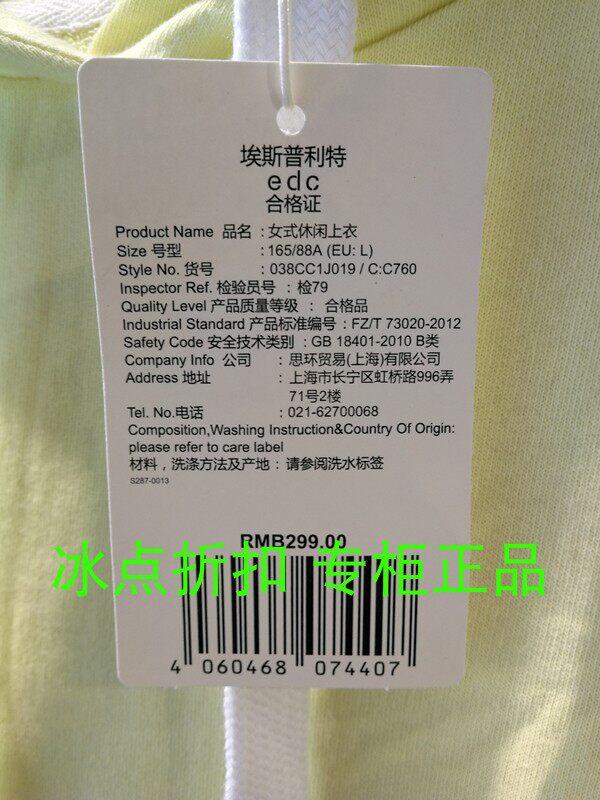 埃斯普利特
edc
合格证
Product Name 品名 : 女式休闲上衣
Size 号型 : 165/88A (EU: L)
Style No. 货号 : 038CC1J019 / C:C760
Inspector Ref. 检验员号 : 检79
Quality Level 产品质量等级 : 合格品
Industrial Standard 产品标准编号 : FZ/T 73020-2012
Safety Code 安全技术类别 : GB 18401-2010 B类
Company Info 公司 : 思环贸易(上海)有限公司
Address 地址 : 上海市长宁区虹桥路996弄
71号2楼
Tel. No.电话 : 021-62700068
Composition,Washing Instruction&Country Of Origin:
please refer to care label
材料 , 洗涤方法及产地 : 请参阅洗水标签
S287-0013
RMB299.00
冰点折扣 专柜正品
4 060468 074407